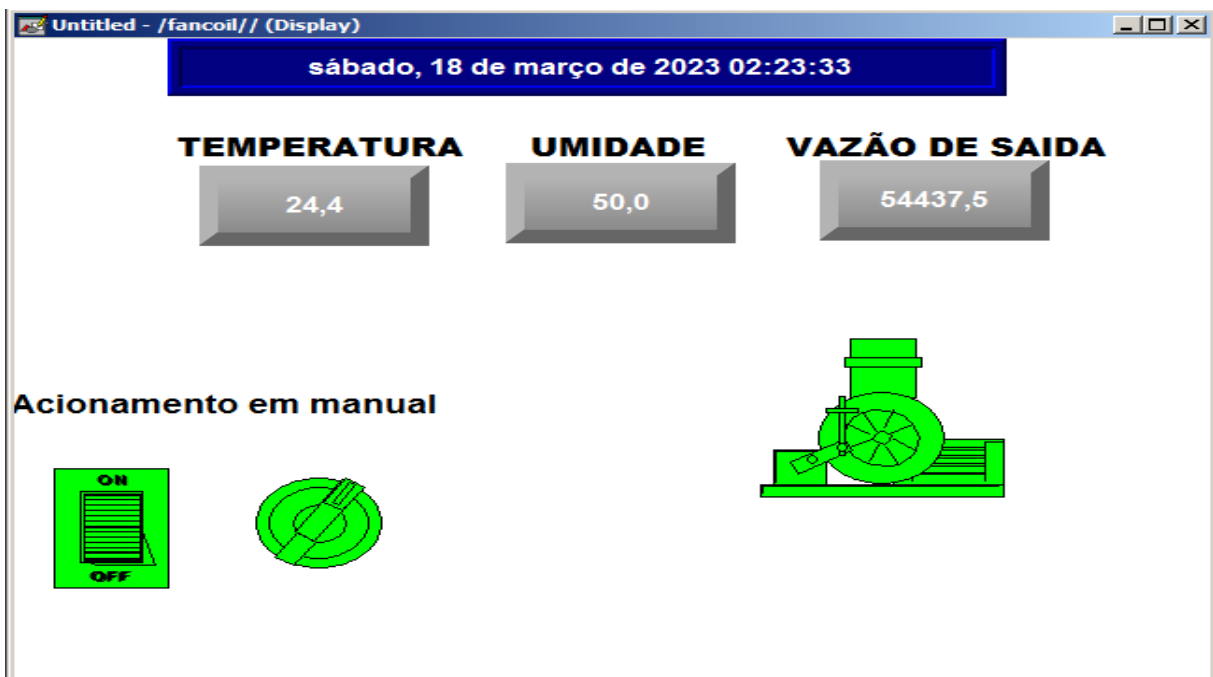 Untitled - /fancoil// (Display)
sábado, 18 de março de 2023 02:23:33
TEMPERATURA UMIDADE VAZÃO DE SAIDA
24,4 50,0 54437,5
Acionamento em manual
ON
OFF